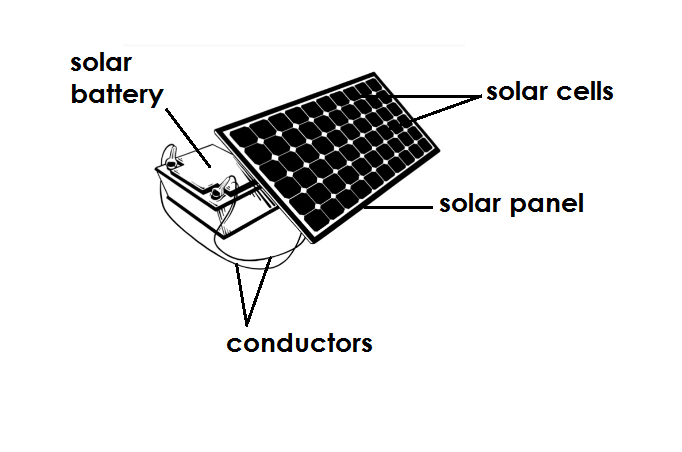 solar
battery
solar cells
solar panel
conductors